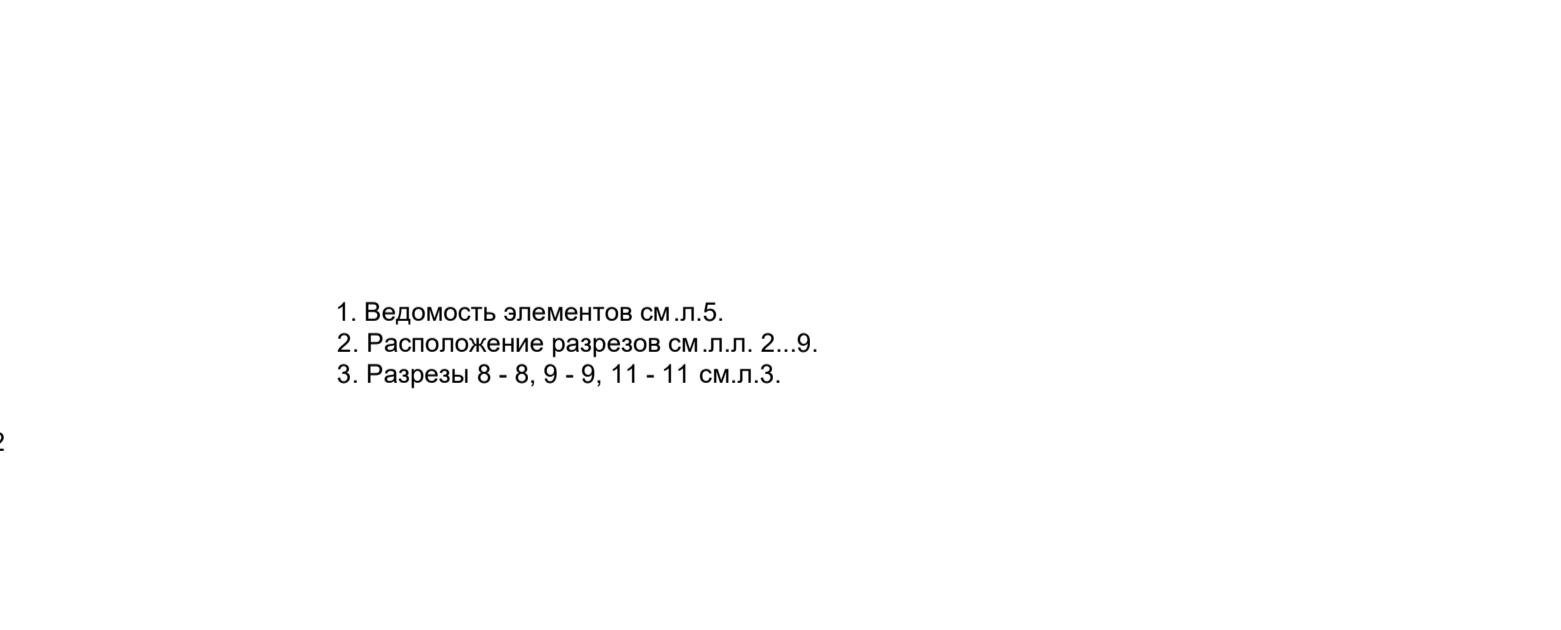 1. Ведомость элементов см.л.5.
2. Расположение разрезов см.л.л. 2...9.
3. Разрезы 8 - 8, 9 - 9, 11 - 11 см.л.3.
2